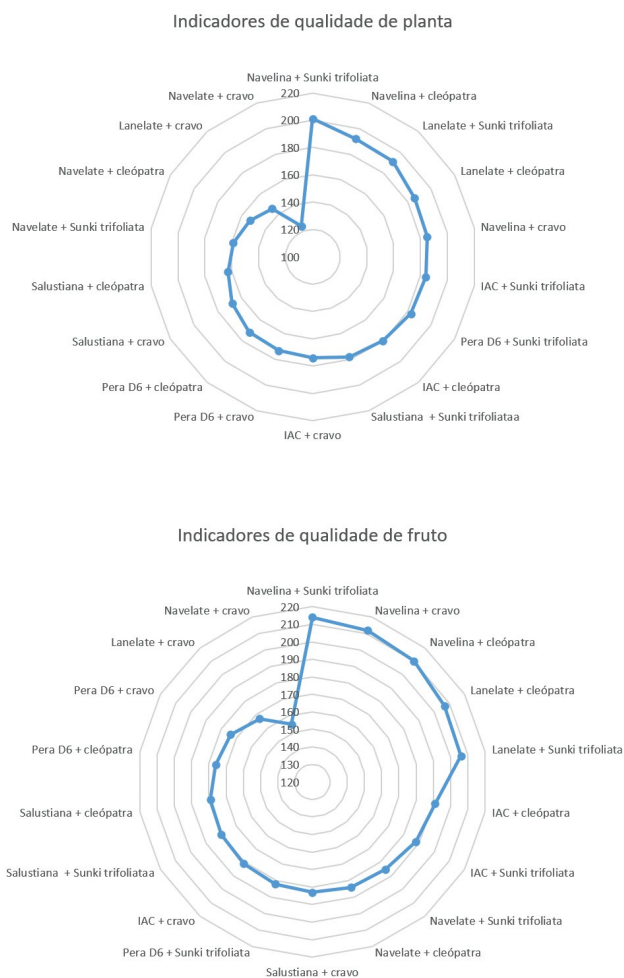 Indicadores de qualidade de planta
Navelina + Sunki trifoliata
Navelate + cravo
Navelina + cleópatra
Lanelate + cravo
Lanelate + Sunki trifoliata
Navelate + cleópatra
Lanelate + cleópatra
Navelate + Sunki trifoliata
Navelina + cravo
Salustiana + cleópatra
IAC + Sunki trifoliata
Salustiana + cravo
Pera D6 + Sunki trifoliata
Pera D6 + cleópatra
IAC + cleópatra
Pera D6 + cravo
Salustiana + Sunki trifoliataa
IAC + cravo
220
200
180
160
140
120
100
Indicadores de qualidade de fruto
Navelina + Sunki trifoliata
Navelate + cravo
Navelina + cravo
Lanelate + cravo
Navelina + cleópatra
Pera D6 + cravo
Lanelate + cleópatra
Pera D6 + cleópatra
Lanelate + Sunki trifoliata
Salustiana + cleópatra
IAC + cleópatra
Salustiana + Sunki trifoliataa
IAC + Sunki trifoliata
IAC + cravo
Navelate + Sunki trifoliata
Pera D6 + Sunki trifoliata
Navelate + cleópatra
Salustiana + cravo
220
210
200
190
180
170
160
150
140
130
120